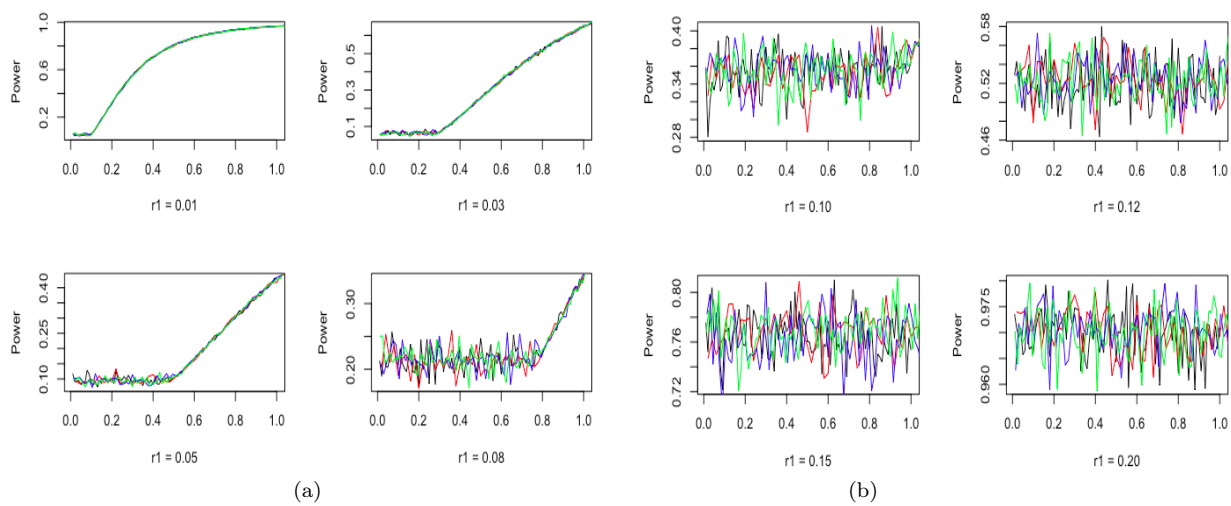 Power
1.0
0.6
0.2
0.0 0.2 0.4 0.6 0.8 1.0
r1 = 0.01
Power
0.5
0.3
0.1
0.0 0.2 0.4 0.6 0.8 1.0
r1 = 0.03
Power
0.40
0.25
0.10
0.0 0.2 0.4 0.6 0.8 1.0
r1 = 0.05
Power
0.30
0.20
0.0 0.2 0.4 0.6 0.8 1.0
r1 = 0.08
(a)
Power
0.40
0.34
0.28
0.0 0.2 0.4 0.6 0.8 1.0
r1 = 0.10
Power
0.58
0.52
0.46
0.0 0.2 0.4 0.6 0.8 1.0
r1 = 0.12
Power
0.80
0.76
0.72
0.0 0.2 0.4 0.6 0.8 1.0
r1 = 0.15
Power
0.975
0.960
0.0 0.2 0.4 0.6 0.8 1.0
r1 = 0.20
(b)